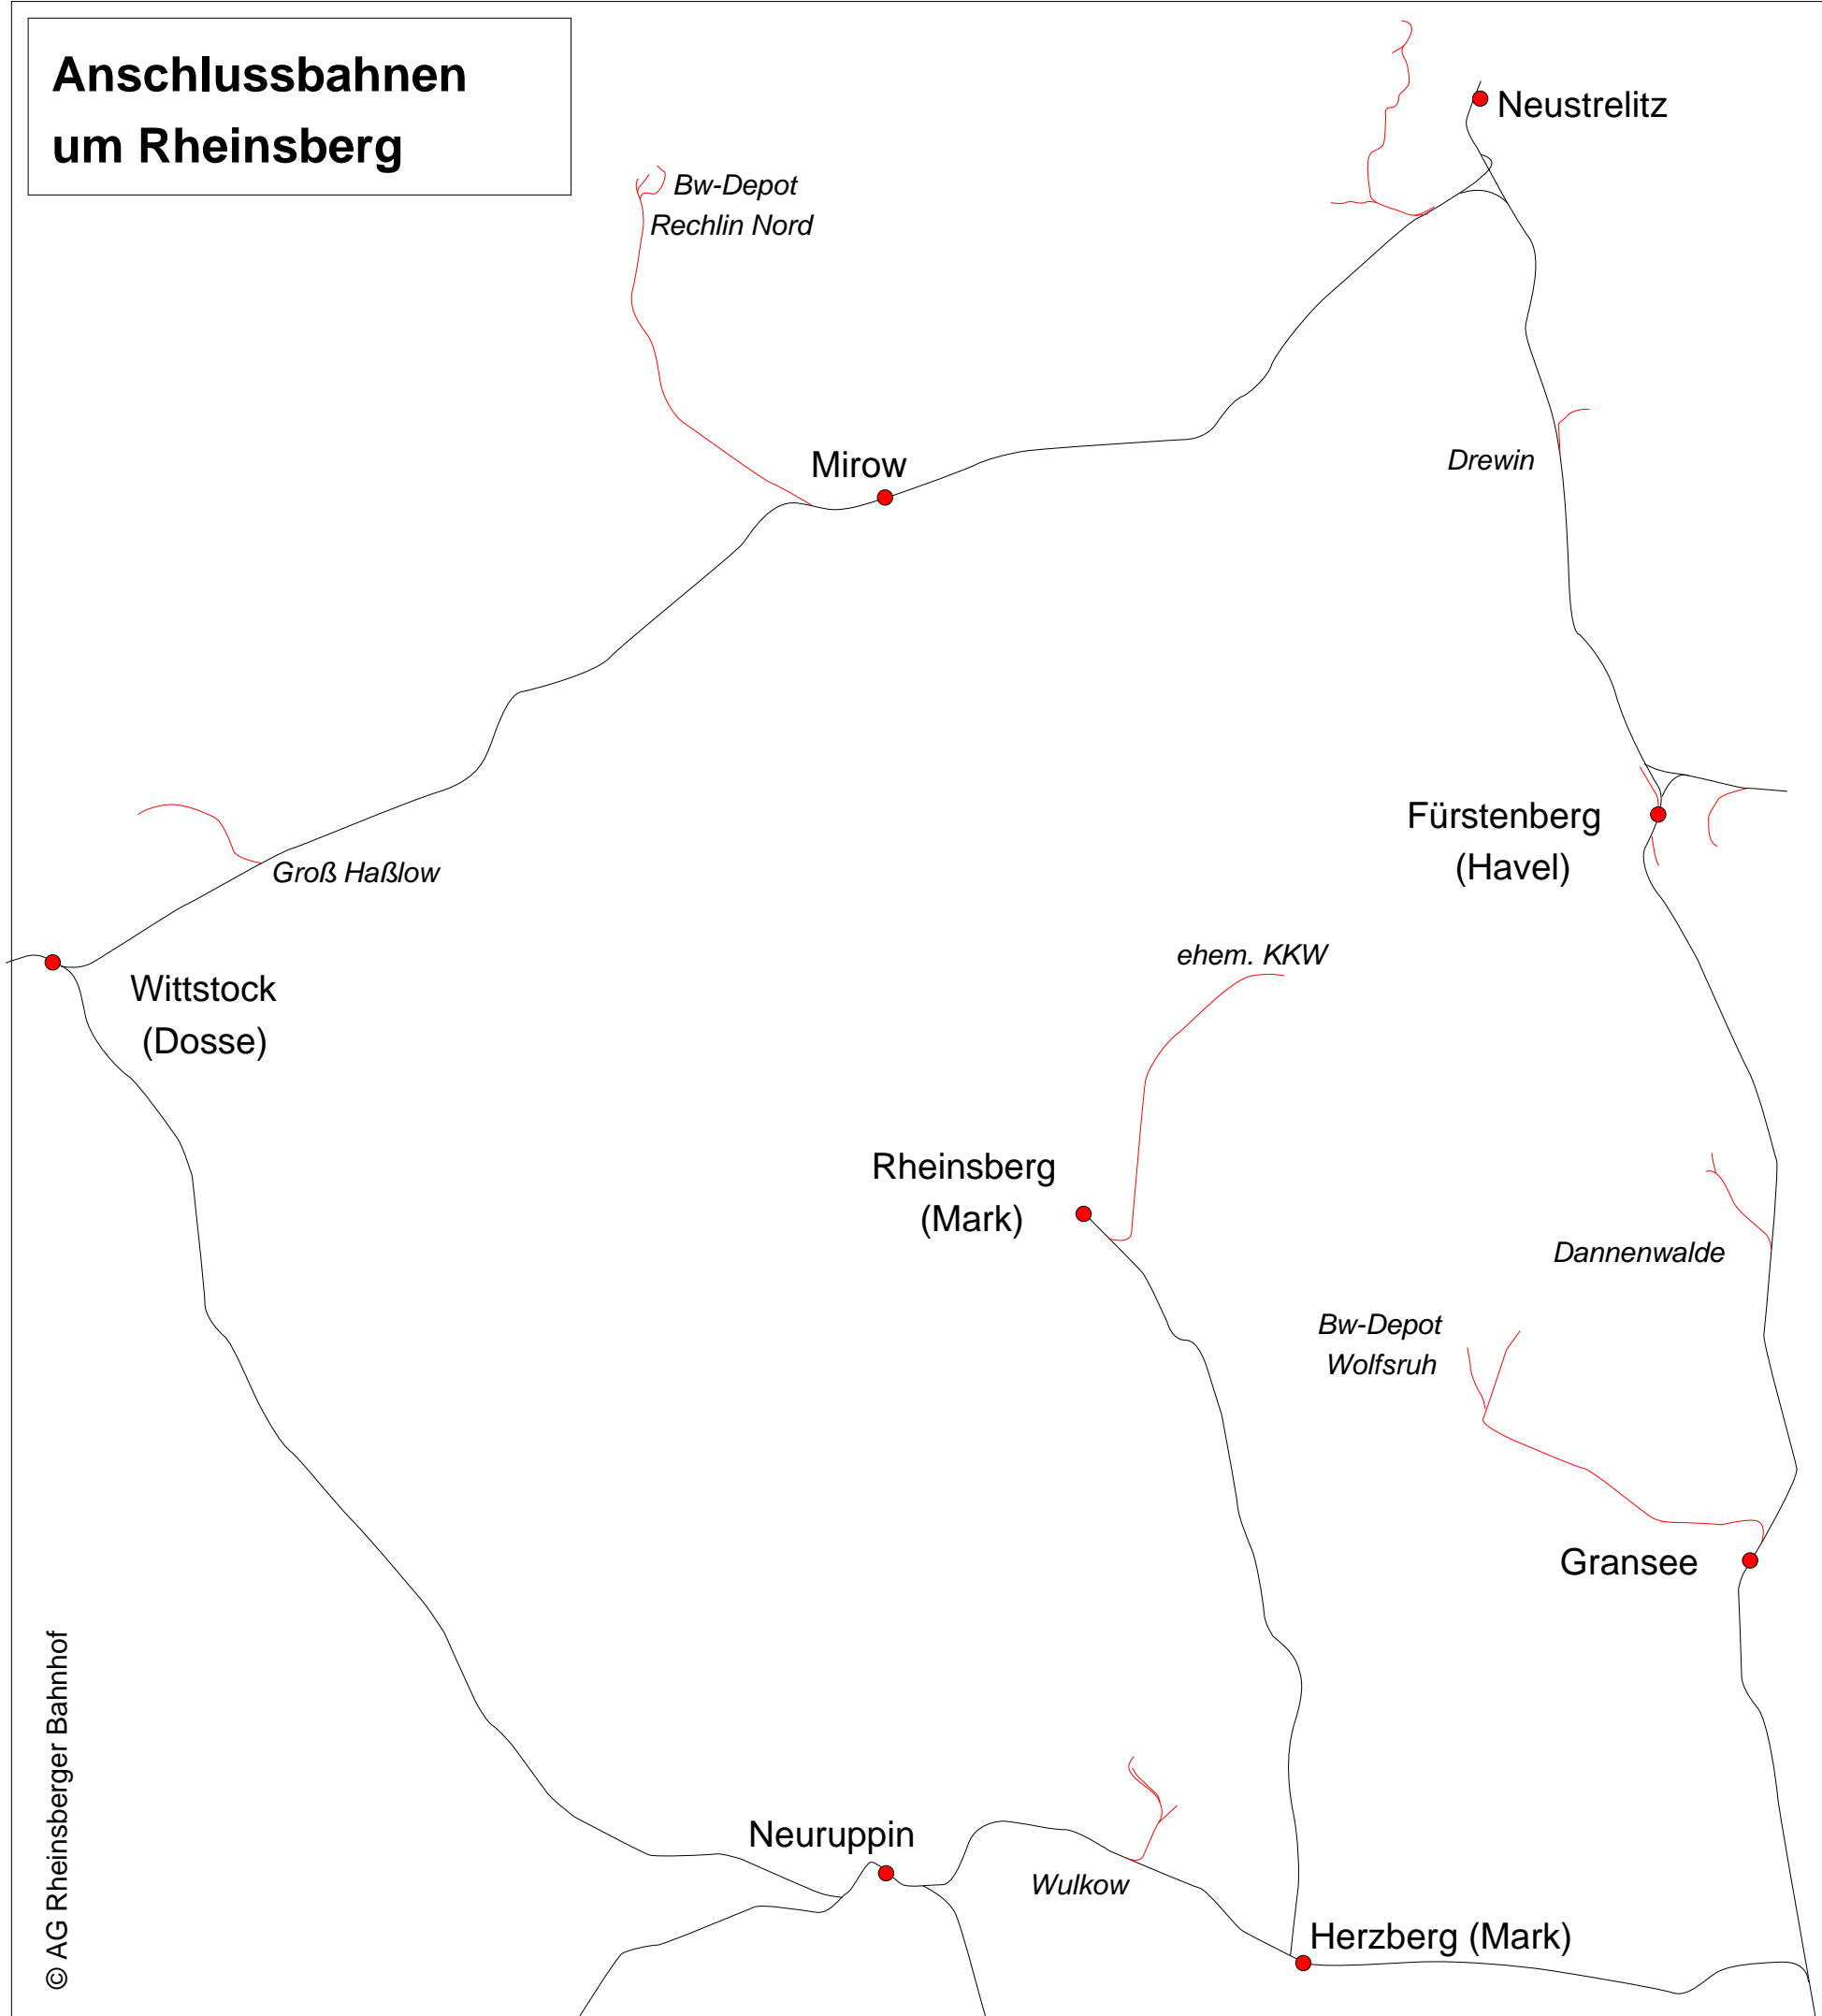 Anschlussbahnen
um Rheinsberg
Neustrelitz
Bw-Depot
Rechlin Nord
Mirow
Drewin
Fürstenberg
(Havel)
Groß Haßlow
ehem. KKW
Wittstock
(Dosse)
Rheinsberg
(Mark)
Dannenwalde
Bw-Depot
Wolfsruh
Gransee
Neuruppin
Wulkow
Herzberg (Mark)
© AG Rheinsberger Bahnhof